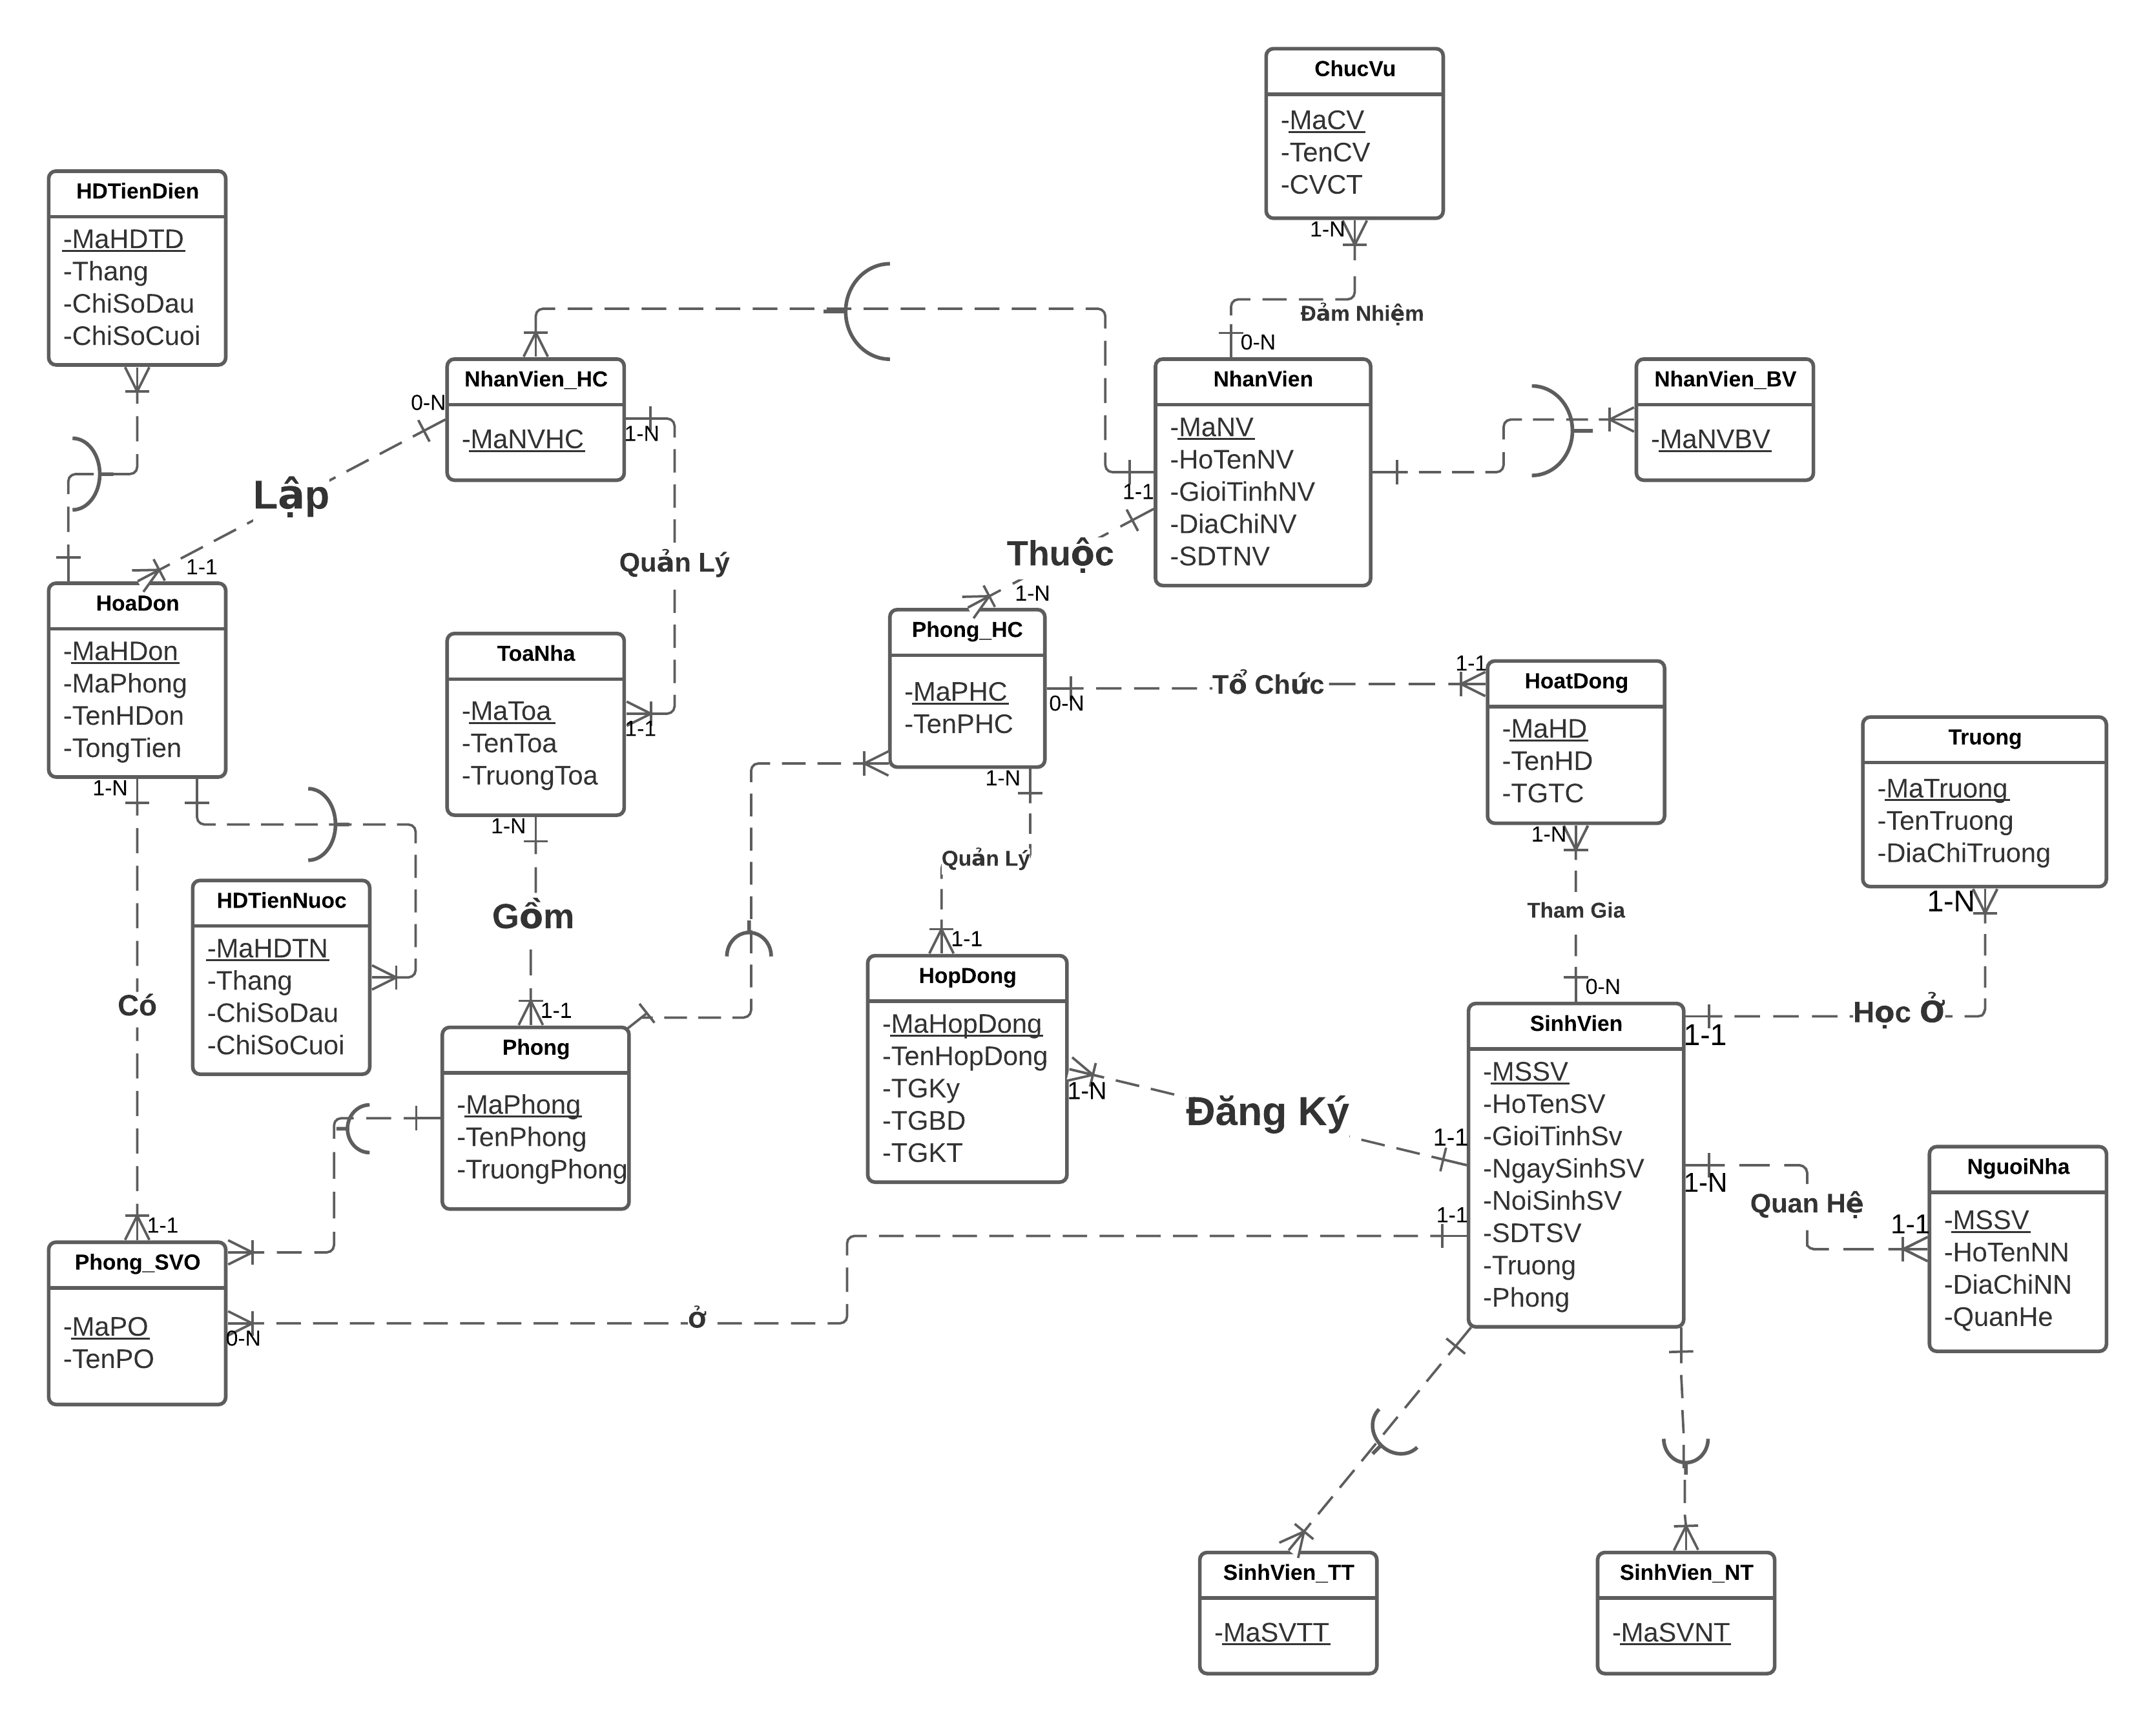 ChucVu
-MaCV
-TenCV
-CVCT
1-N
Đảm Nhiệm
0-N
HDTienDien
-MaHDTD
-Thang
-ChiSoDau
-ChiSoCuoi
NhanVien_HC
-MaNVHC
0-N
1-N
NhanVien
-MaNV
-HoTenNV
-GioiTinhNV
-DiaChiNV
-SDTNV
1-1
NhanVien_BV
-MaNVBV
Lập
1-1
Quản Lý
Thuộc
1-N
HoaDon
-MaHDon
-MaPhong
-TenHDon
-TongTien
1-N
ToaNha
-MaToa
-TenToa
-TruongToa
1-1
1-N
Phong_HC
-MaPHC
-TenPHC
0-N
1-N
Tổ Chức
1-1
HoatDong
-MaHD
-TenHD
-TGTC
1-N
Truong
-MaTruong
-TenTruong
-DiaChiTruong
1-N
Quản Lý
1-1
Gồm
1-1
Tham Gia
0-N
HDTienNuoc
-MaHDTN
-Thang
-ChiSoDau
-ChiSoCuoi
Có
1-1
Phong
-MaPhong
-TenPhong
-TruongPhong
HopDong
-MaHopDong
-TenHopDong
-TGKy
-TGBD
-TGKT
1-N
Đăng Ký
1-1
SinhVien
-MSSV
-HoTenSV
-GioiTinhSv
-NgaySinhSV
-NoiSinhSV
-SDTSV
-Truong
-Phong
1-1
Học Ở
1-N
Quan Hệ
1-1
NguoiNha
-MSSV
-HoTenNN
-DiaChiNN
-QuanHe
1-1
Phong_SVO
-MaPO
-TenPO
0-N
ở
SinhVien_TT
-MaSVTT
SinhVien_NT
-MaSVNT